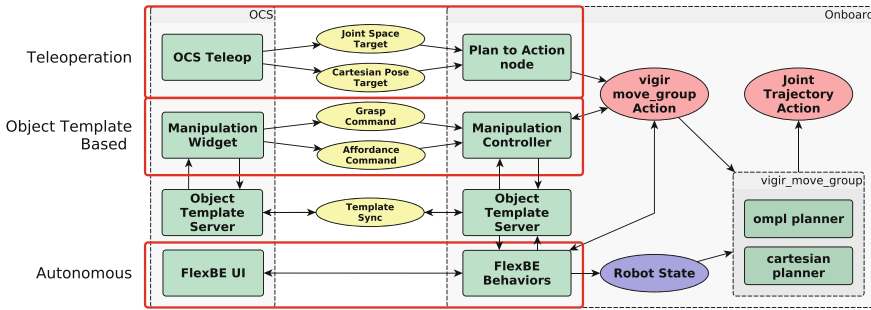 OCS
Onboard
Teleoperation
OCS Teleop
Joint Space
Target
Cartesian Pose
Target
Plan to Action
node
vigir
move_group
Action
Joint
Trajectory
Action
Object Template
Based
Manipulation
Widget
Grasp
Command
Affordance
Command
Manipulation
Controller
Object
Template
Server
Template
Sync
Object
Template
Server
vigir_move_group
ompl planner
cartesian
planner
Autonomous
FlexBE UI
FlexBE
Behaviors
Robot State